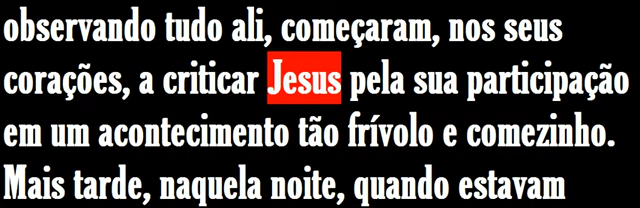 observando tudo ali, começaram, nos seus
corações, a criticar Jesus pela sua participação
em um acontecimento tão frívolo e comezinho.
Mais tarde, naquela noite, quando estavam